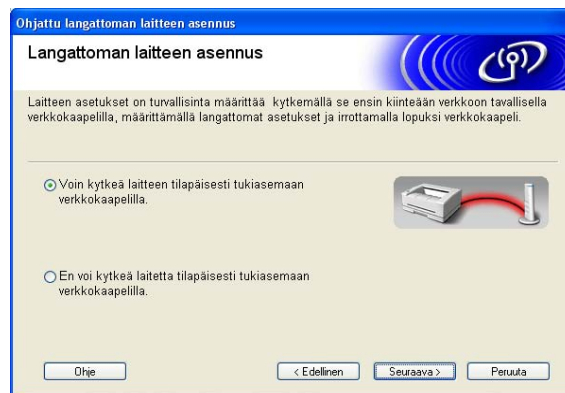 Ohjattu langattoman laitteen asennus
Langattoman laitteen asennus
Laitteen asetukset on turvallisinta määrittää kytkemällä se ensin kiinteään verkkoon tavallisella
verkkokaapelilla, määrittämällä langattomat asetukset ja irrottamalla lopuksi verkkokaapeli.
Voin kytkeä laitteen tilapäisesti tukiasemaan
verkkokaapelilla.
En voi kytkeä laitetta tilapäisesti tukiasemaan
verkkokaapelilla.
Ohje
< Edellinen
Seuraava >
Peruuta